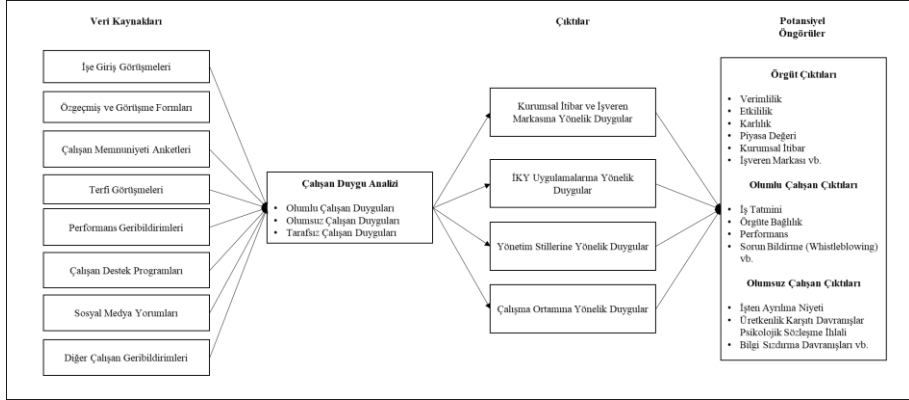 Veri Kaynakları
İşe Giriş Görüşmeleri
Özgeçmiş ve Görüşme Formları
Çalışan Memnuniyeti Anketleri
Terfi Görüşmeleri
Performans Geribildirimleri
Çalışan Destek Programları
Sosyal Medya Yorumları
Diğer Çalışan Geribildirimleri
Çalışan Duygu Analizi
• Olumlu Çalışan Duyguları
• Olumsuz Çalışan Duyguları
• Tarafsız Çalışan Duyguları
Çıktılar
Kurumsal İtibar ve İşveren
Markasına Yönelik Duygular
İKY Uygulamalarına Yönelik
Duygular
Yönetim Stillerine Yönelik Duygular
Çalışma Ortamına Yönelik Duygular
Potansiyel
Öngörüler
Örgüt Çıktıları
• Verimlilik
• Etkililik
• Karlılık
• Piyasa Değeri
• Kurumsal İtibar
• İşveren Markası vb.
Olumlu Çalışan Çıktıları
• İş Tatmini
• Örgüte Bağlılık
• Performans
• Sorun Bildirme (Whistleblowing)
vb.
Olumsuz Çalışan Çıktıları
• İşten Ayrılma Niyeti
• Üretkenlik Karşıtı Davranışlar
Psikolojik Sözleşme İhlali
• Bilgi Sızdırma Davranışları vb.